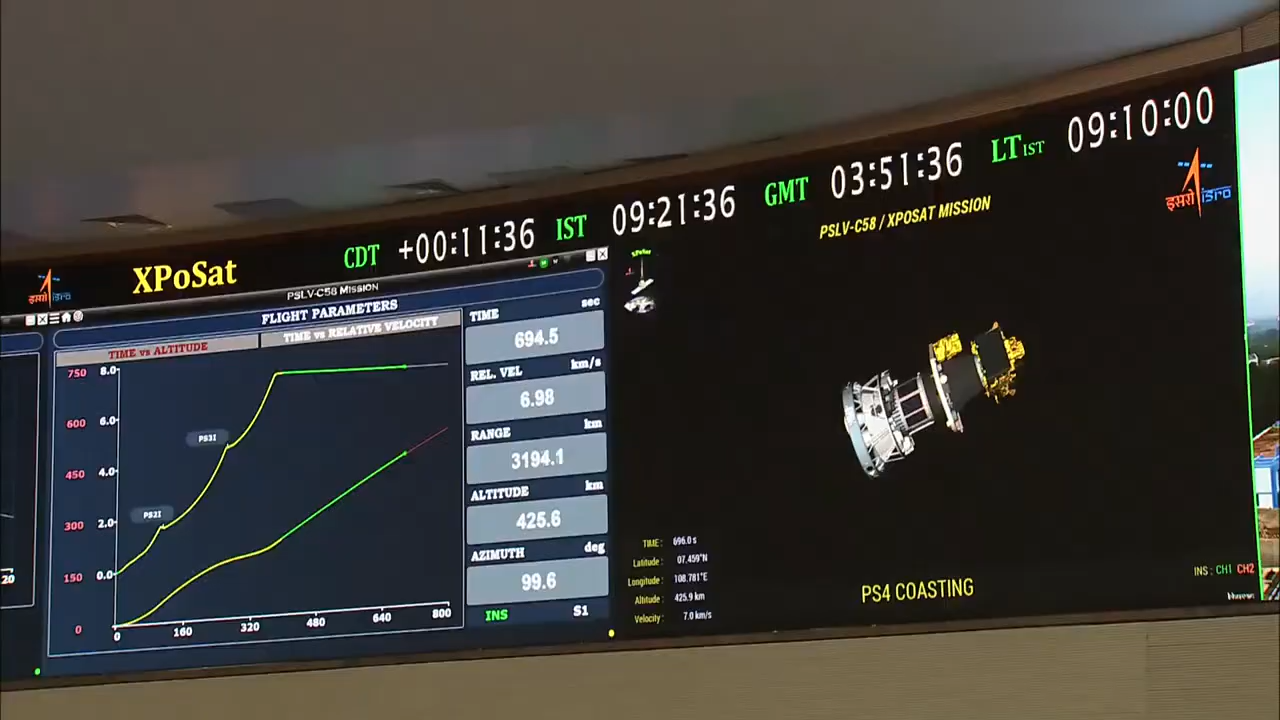 CDT +00:11:36 IST 09:21:36 GMT 03:51:36 LT IST 09:10:00
इसरो isro
XPoSat
PSLV-C58 MISSION
FLIGHT PARAMETERS
TIME vs ALTITUDE
TIME vs RELATIVE VELOCITY
750 8.0
600 6.0
450 4.0
300 2.0
150 0.0
0
PS3I
PS2I
0 160 320 480 640 800
20
TIME sec
694.5
REL. VEL km/s
6.98
RANGE km
3194.1
ALTITUDE km
425.6
AZIMUTH deg
99.6
INS S1
PSLV-C58 / XPOSAT MISSION
इसरो isro
XPoSat
TIME : 696.0 s
Latitude : 07.459°N
Longitude : 108.781°E
Altitude : 425.9 km
Velocity : 7.0 km/s
PS4 COASTING
INS : CH1 CH2